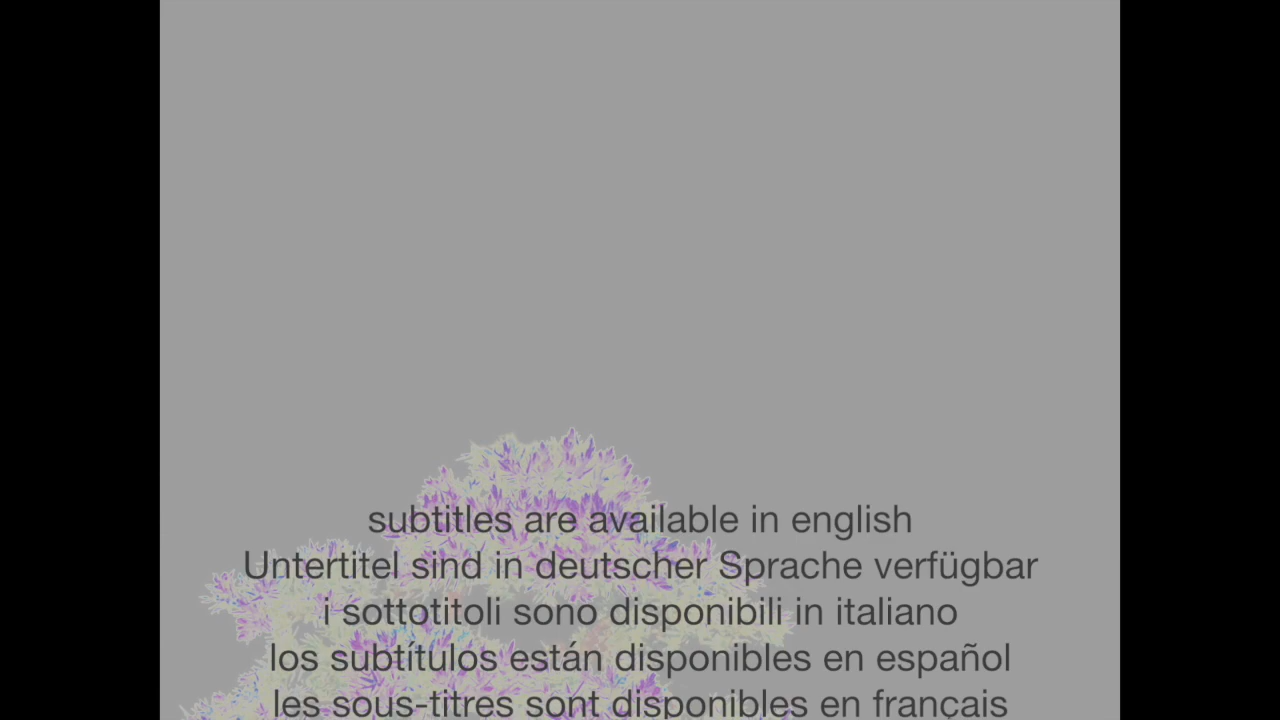 subtitles are available in english
Untertitel sind in deutscher Sprache verfügbar
i sottotitoli sono disponibili in italiano
los subtítulos están disponibles en español
les sous-titres sont disponibles en français